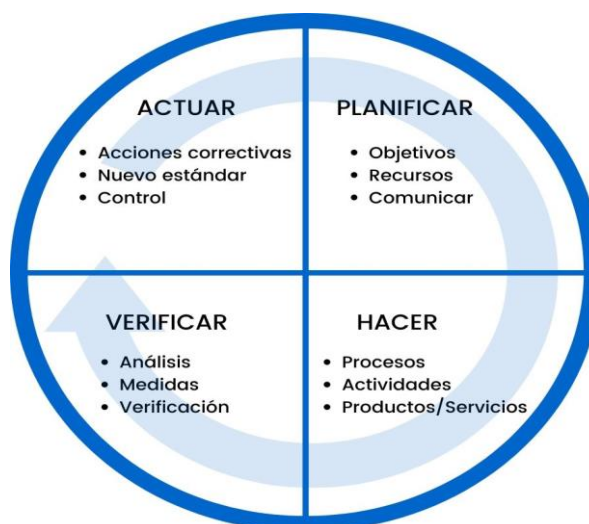 ACTUAR
• Acciones correctivas
• Nuevo estándar
• Control
PLANIFICAR
• Objetivos
• Recursos
• Comunicar
VERIFICAR
• Análisis
• Medidas
• Verificación
HACER
• Procesos
• Actividades
• Productos/Servicios